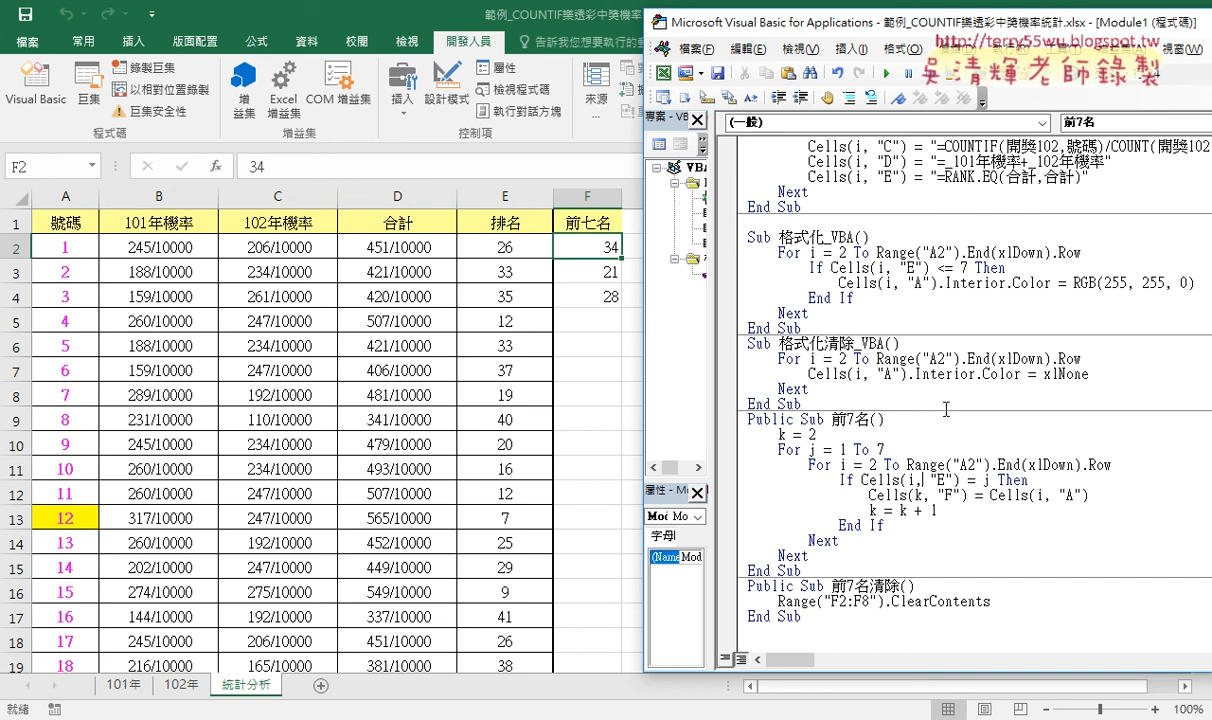 範例_COUNTIF樂透彩中獎機率
檔案 常用 插入 版面配置 公式 資料 校閱 檢視 開發人員 告訴我您想要執行的動
Visual Basic 巨集 錄製巨集 以相對位置錄製 巨集安全性
增益集 Excel 增益集 COM 增益集
插入 設計模式 屬性 檢視程式碼 執行對話方塊 來源
程式碼 增益集 控制項
F2 fx 34
A B C D E F
1 號碼 101年機率 102年機率 合計 排名 前七名
2 1 245/10000 206/10000 451/10000 26 34
3 2 188/10000 234/10000 421/10000 33 21
4 3 159/10000 261/10000 420/10000 35 28
5 4 260/10000 247/10000 507/10000 12
6 5 188/10000 234/10000 421/10000 33
7 6 159/10000 247/10000 406/10000 37
8 7 289/10000 192/10000 481/10000 19
9 8 231/10000 110/10000 341/10000 40
10 9 245/10000 234/10000 479/10000 20
11 10 260/10000 234/10000 493/10000 16
12 11 260/10000 247/10000 507/10000 12
13 12 317/10000 247/10000 565/10000 7
14 13 260/10000 192/10000 452/10000 25
15 14 202/10000 247/10000 449/10000 29
16 15 274/10000 275/10000 549/10000 9
17 16 144/10000 192/10000 337/10000 41
18 17 245/10000 206/10000 451/10000 26
19 18 216/10000 165/10000 381/10000 38
101年 102年 統計分析
就緒
100%
Microsoft Visual Basic for Applications - 範例_COUNTIF樂透彩中獎機率統計.xlsx - [Module1 (程式碼)]
檔案(F) 編輯(E) 檢視(V) 插入(I) 格式(O) 視窗(W)
http://terry55wu.blogspot.tw
吳清輝老師錄製
專案 - VB
屬性 - M
字母
(Name Mod
(一般) 前7名
Cells(i, "C") = "=COUNTIF(開獎102,號碼)/COUNT(開獎102
Cells(i, "D") = "=_101年機率+_102年機率"
Cells(i, "E") = "=RANK.EQ(合計,合計)"
Next
End Sub
Sub 格式化_VBA()
For i = 2 To Range("A2").End(xlDown).Row
If Cells(i, "E") <= 7 Then
Cells(i, "A").Interior.Color = RGB(255, 255, 0)
End If
Next
End Sub
Sub 格式化清除_VBA()
For i = 2 To Range("A2").End(xlDown).Row
Cells(i, "A").Interior.Color = xlNone
Next
End Sub
Public Sub 前7名()
k = 2
For j = 1 To 7
For i = 2 To Range("A2").End(xlDown).Row
If Cells(i, "E") = j Then
Cells(k, "F") = Cells(i, "A")
k = k + 1
End If
Next
Next
End Sub
Public Sub 前7名清除()
Range("F2:F8").ClearContents
End Sub